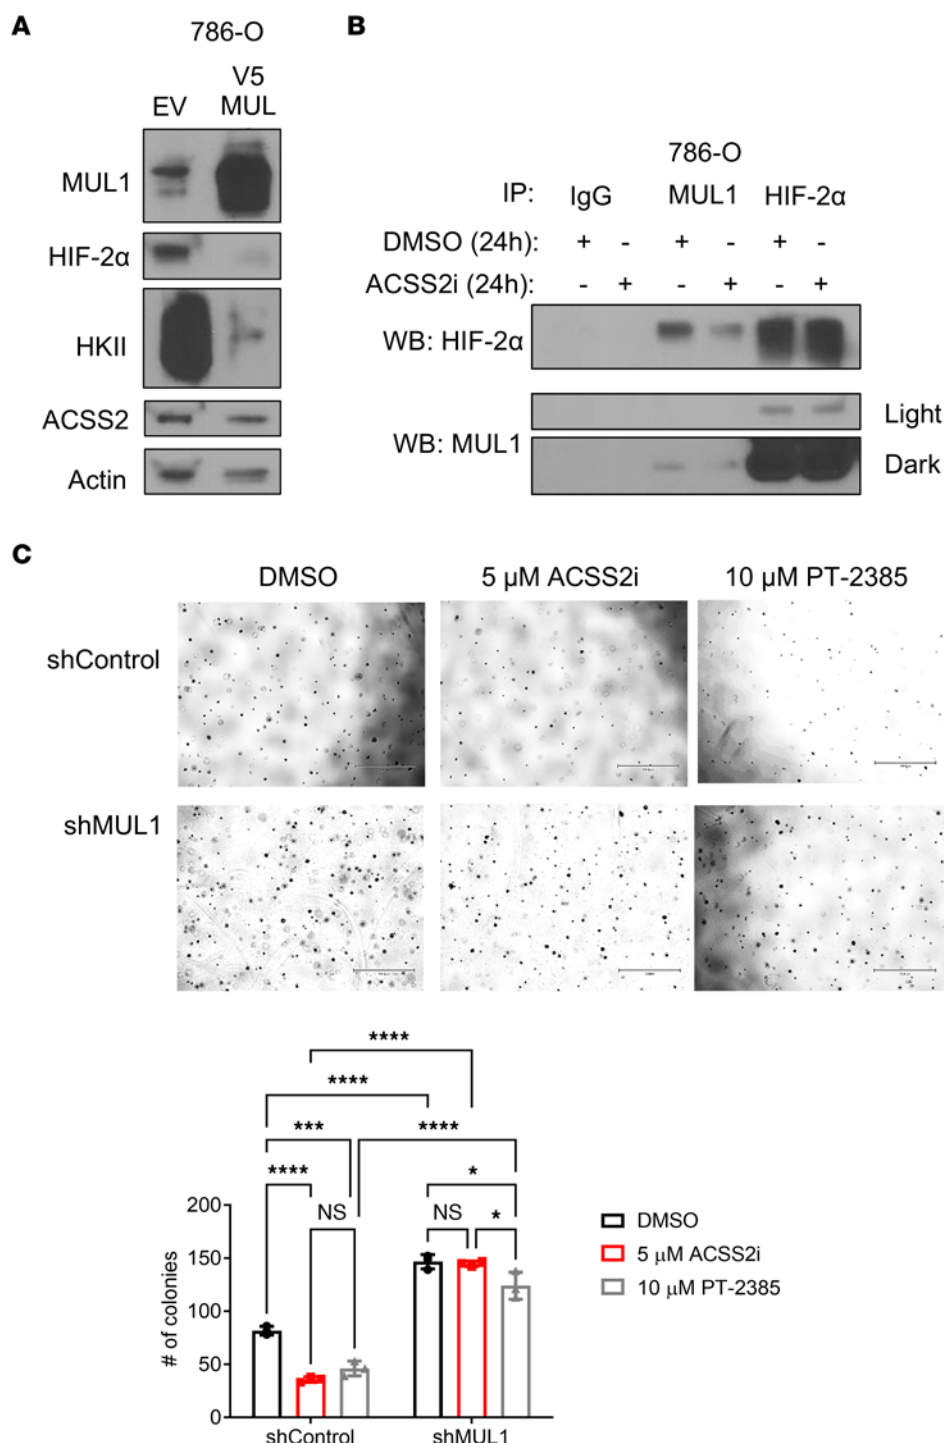 A
786-O
EV
V5
MUL
MUL1
HIF-2α
HKII
ACSS2
Actin
B
786-O
IP: IgG MUL1 HIF-2α
DMSO (24h): + - + - + -
ACSS2i (24h): - + - + - +
WB: HIF-2α
WB: MUL1
Light
Dark
C
DMSO 5 µM ACSS2i 10 µM PT-2385
shControl
shMUL1
****
****
*** ****
**** *
NS NS *
# of colonies
200
150
100
50
0
shControl shMUL1
DMSO
5 µM ACSS2i
10 µM PT-2385